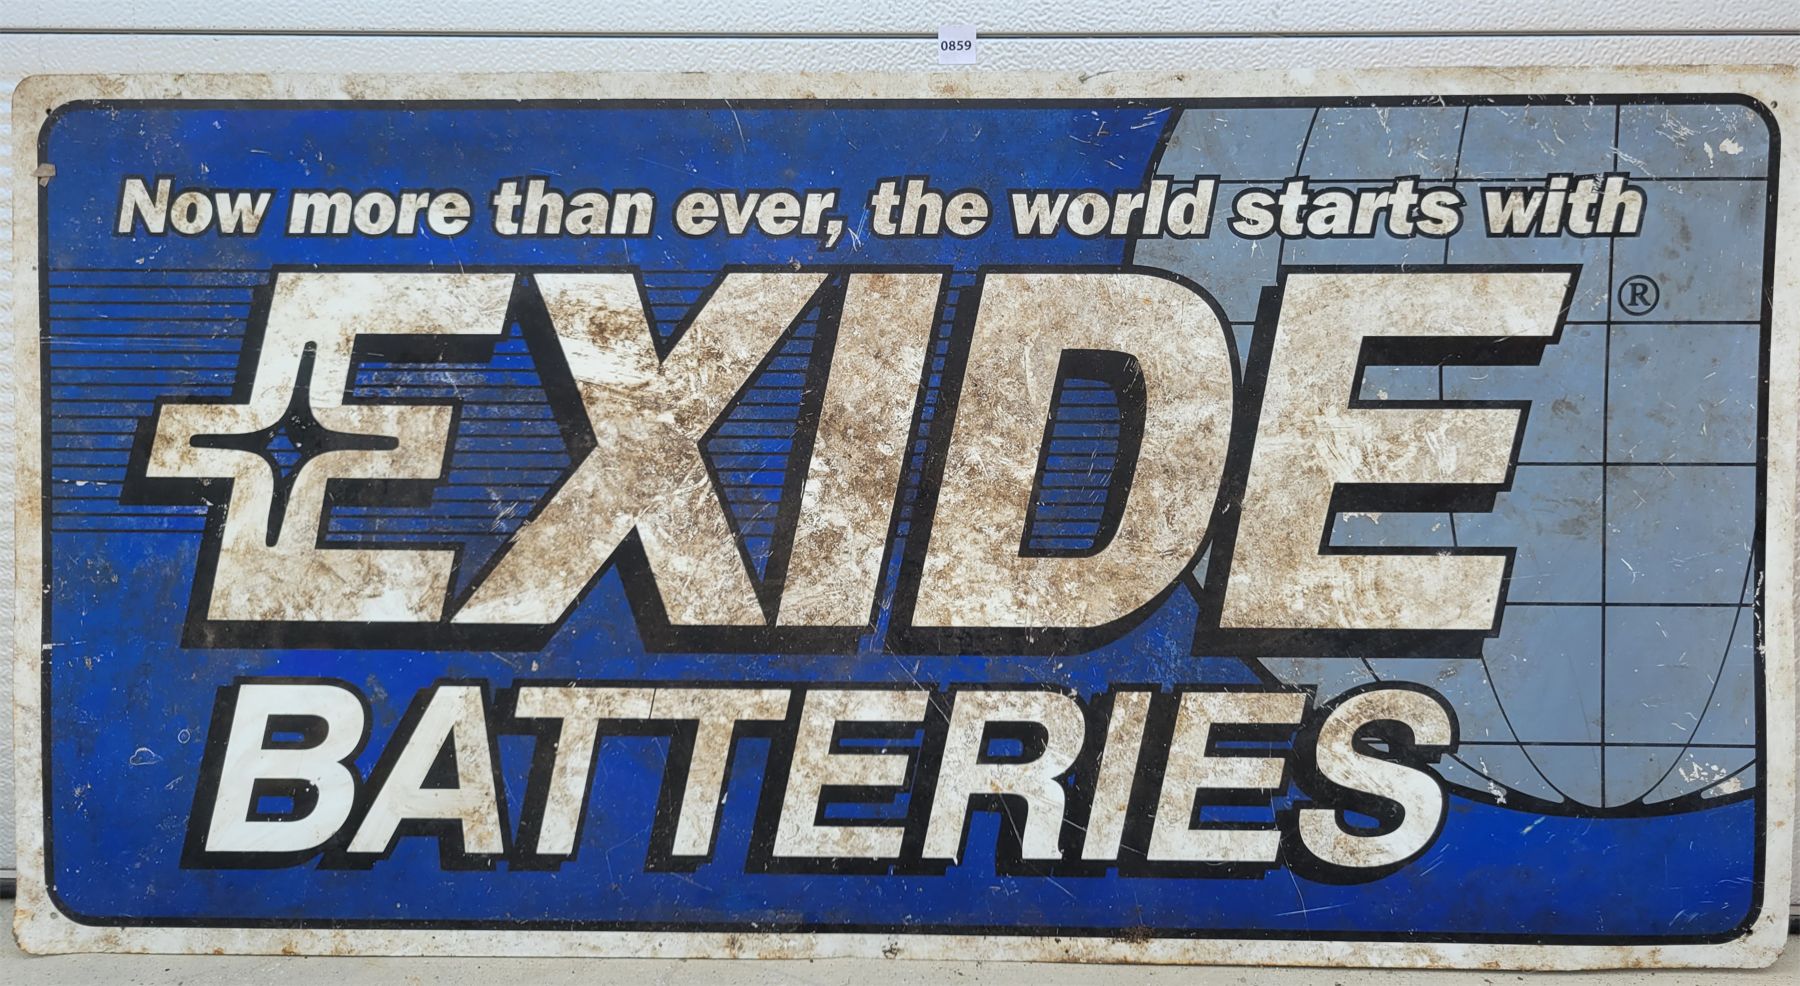 0859
Now more than ever, the world starts with
EXIDE ®
BATTERIES